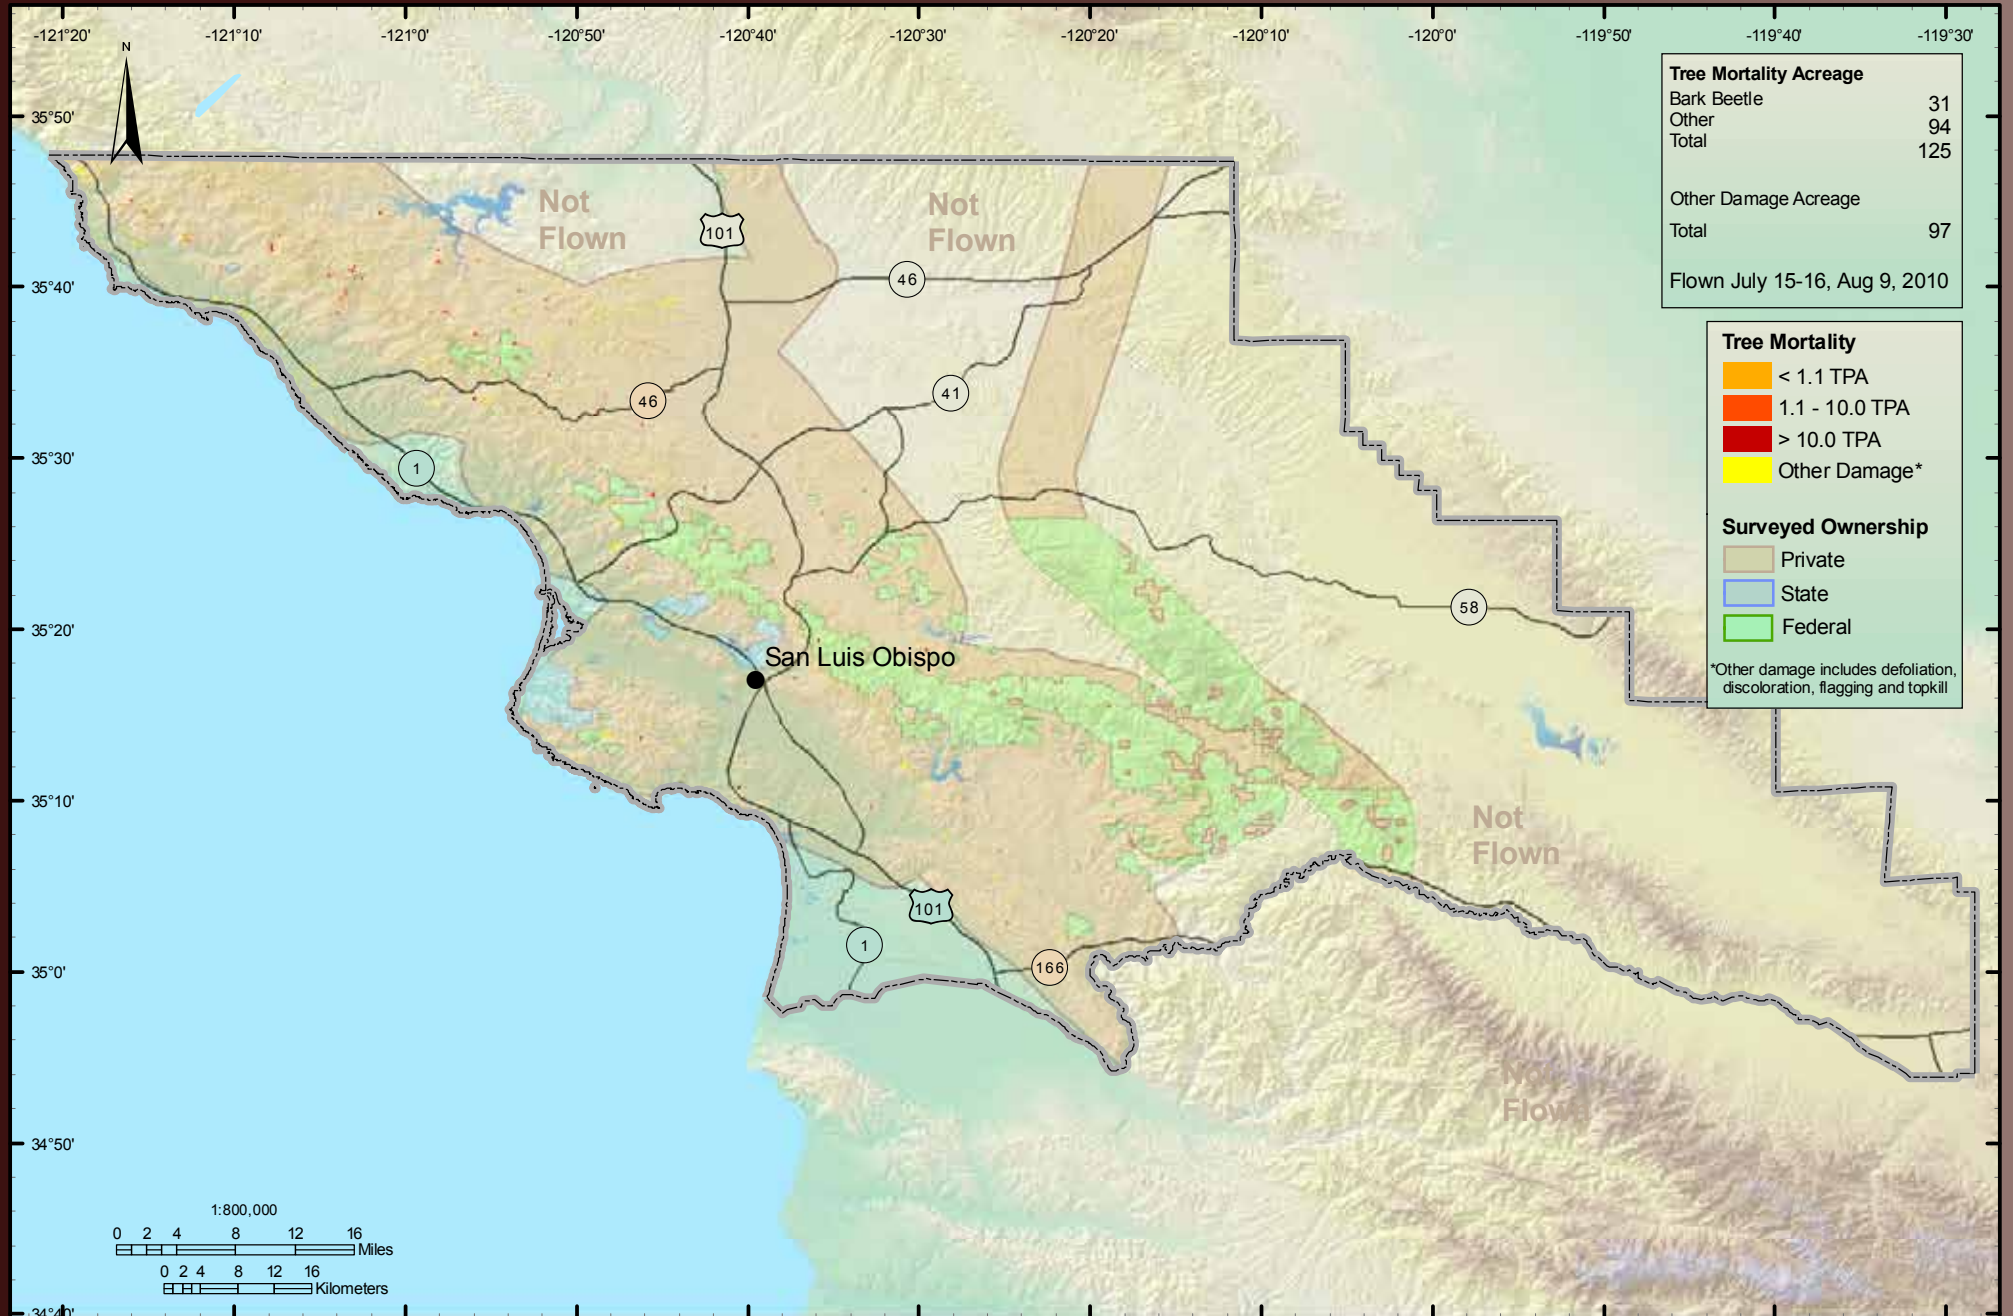 -121°20'
-121°10'
-121°0'
-120°50'
-120°40'
-120°30'
-120°20'
-120°10'
-120°0'
-119°50'
-119°40'
-119°30'
N
35°50'
35°40'
35°30'
35°20'
35°10'
35°0'
34°50'
34°40'
Tree Mortality Acreage
Bark Beetle 31
Other 94
Total 125
Other Damage Acreage
Total 97
Flown July 15-16, Aug 9, 2010
Tree Mortality
< 1.1 TPA
1.1 - 10.0 TPA
> 10.0 TPA
Other Damage*
Surveyed Ownership
Private
State
Federal
*Other damage includes defoliation,
discoloration, flagging and topkill
Not
Flown
Not
Flown
101
46
41
46
1
58
San Luis Obispo
Not
Flown
101
1
166
Not
Flown
1:800,000
0 2 4 8 12 16
Miles
0 2 4 8 12 16
Kilometers